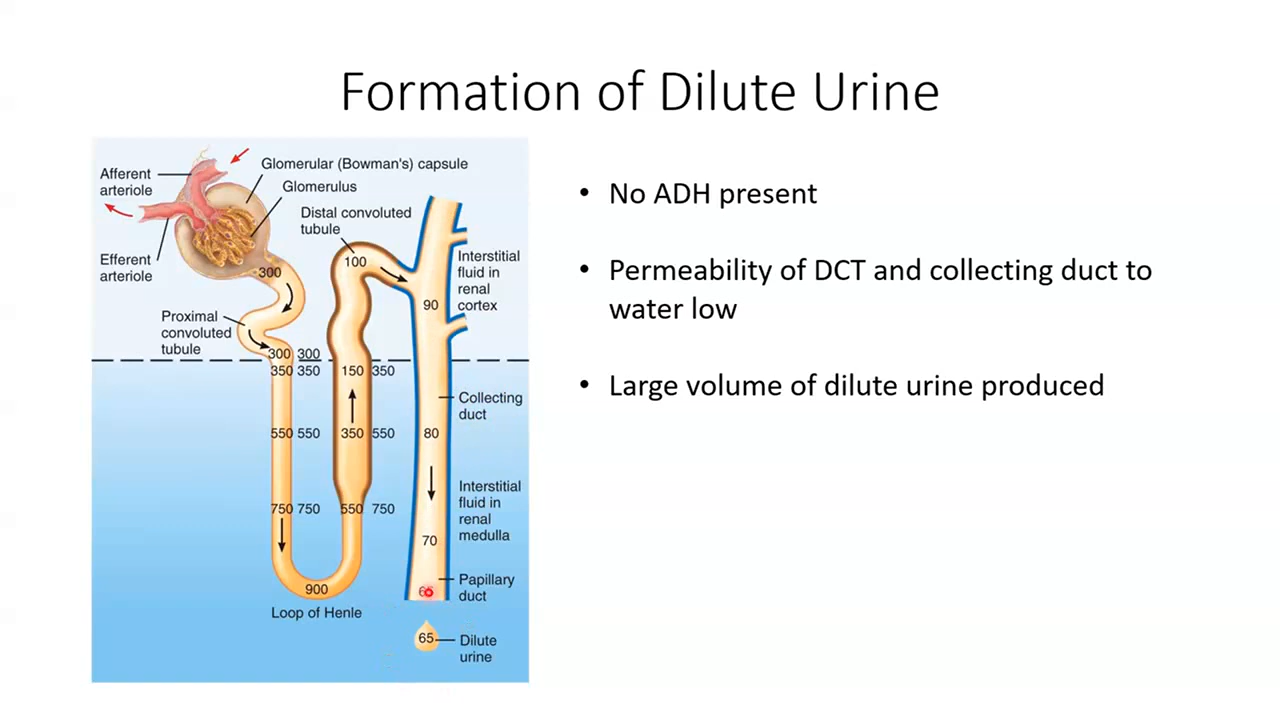 Formation of Dilute Urine
Afferent
arteriole
Glomerular (Bowman's) capsule
Glomerulus
Distal convoluted
tubule
Efferent
arteriole
Interstitial
fluid in
renal
cortex
Proximal
convoluted
tubule
300
100
90
300 300
350 350
150 350
550 550
350 550
Collecting
duct
80
750 750
550 750
Interstitial
fluid in
renal
medulla
70
900
Papillary
duct
Loop of Henle
65
Dilute
urine
• No ADH present
• Permeability of DCT and collecting duct to
water low
• Large volume of dilute urine produced